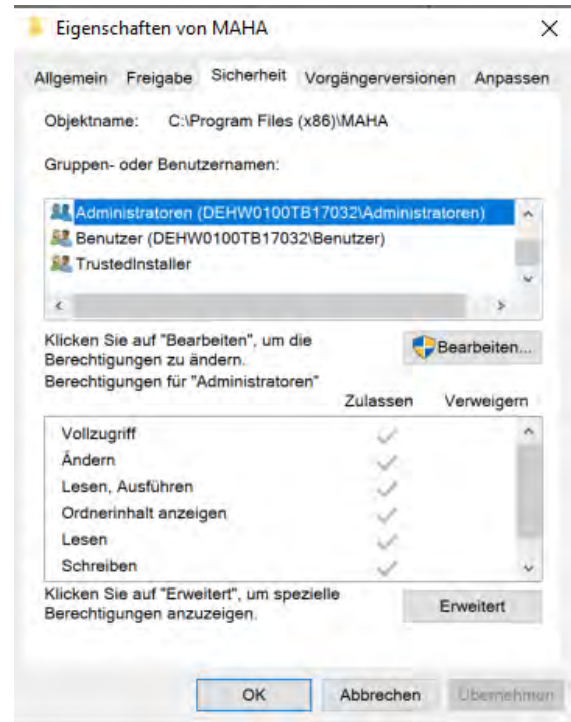 Eigenschaften von MAHA
Allgemein Freigabe Sicherheit Vorgängerversionen Anpassen
Objektname: C:\Program Files (x86)\MAHA
Gruppen- oder Benutzernamen:
Administratoren (DEHW0100TB17032\Administratoren)
Benutzer (DEHW0100TB17032\Benutzer)
TrustedInstaller
Klicken Sie auf "Bearbeiten", um die
Berechtigungen zu ändern.
Bearbeiten...
Berechtigungen für "Administratoren"
Zulassen Verweigern
Vollzugriff
Ändern
Lesen, Ausführen
Ordnerinhalt anzeigen
Lesen
Schreiben
Klicken Sie auf "Erweitert", um spezielle
Berechtigungen anzuzeigen.
Erweitert
OK Abbrechen Übernehmen